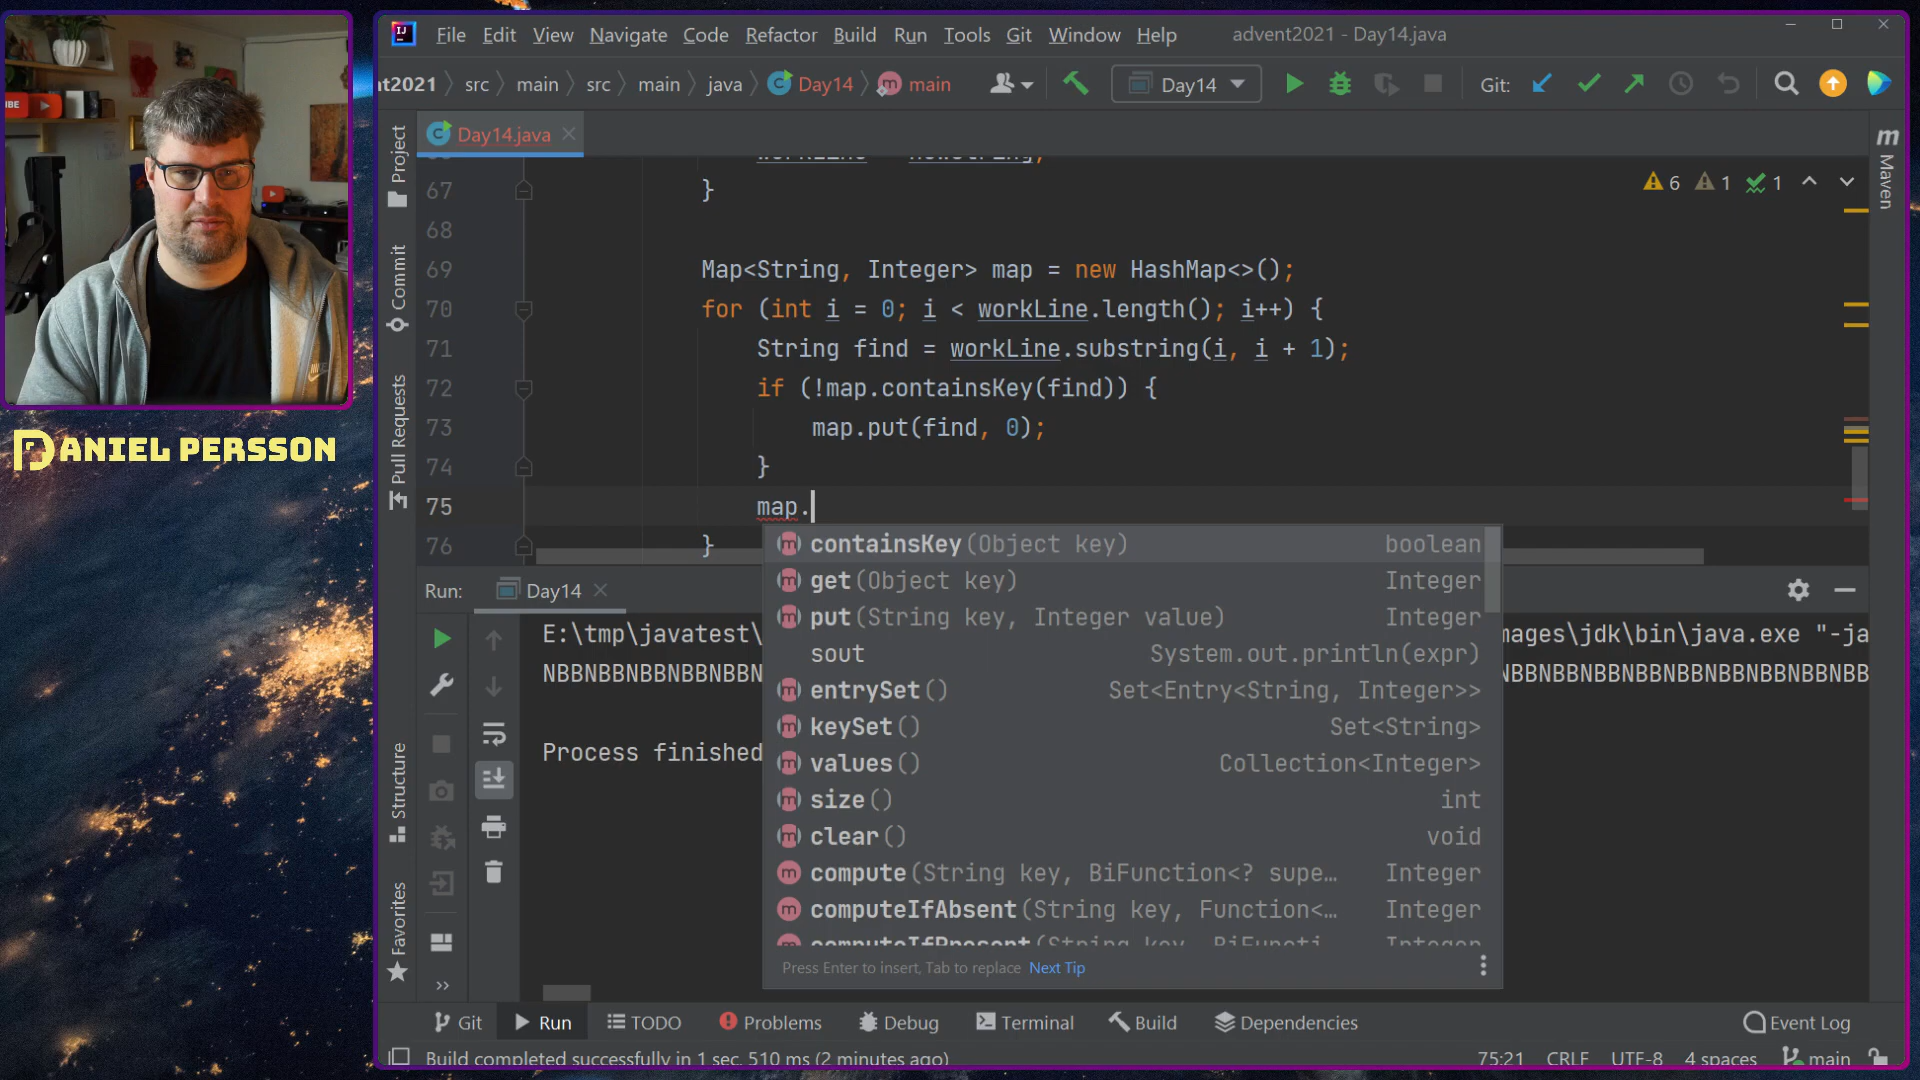 File Edit View Navigate Code Refactor Build Run Tools Git Window Help advent2021 - Day14.java
t2021 src main src main java Day14 main Day14 Git:
Day14.java
Project
Commit
Pull Requests
Structure
Favorites
Maven
6 1 1
67 }
68
69 Map<String, Integer> map = new HashMap<>();
70 for (int i = 0; i < workLine.length(); i++) {
71 String find = workLine.substring(i, i + 1);
72 if (!map.containsKey(find)) {
73 map.put(find, 0);
74 }
75 map.
76 }
containsKey(Object key) boolean
get(Object key) Integer
put(String key, Integer value) Integer
sout System.out.println(expr)
entrySet() Set<Entry<String, Integer>>
keySet() Set<String>
values() Collection<Integer>
size() int
clear() void
compute(String key, BiFunction<? supe… Integer
computeIfAbsent(String key, Function<… Integer
Press Enter to insert, Tab to replace Next Tip
Run: Day14
E:\tmp\javatest\ mages\jdk\bin\java.exe "-ja
NBBNBBNBBNBBNBBN NBBNBBNBBNBBNBBNBBNBBNBBNBB
Process finished
Git Run TODO Problems Debug Terminal Build Dependencies Event Log
Build completed successfully in 1 sec, 510 ms (2 minutes ago) 75:21 CRLF UTF-8 4 spaces main
DANIEL PERSSON